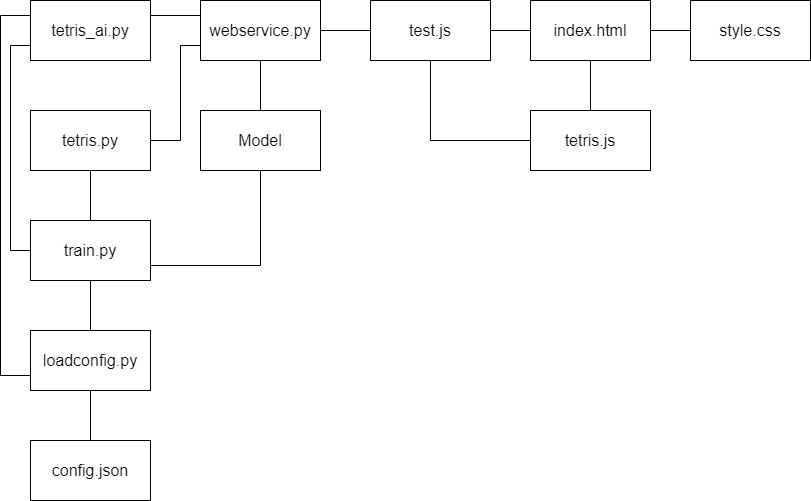 tetris_ai.py
webservice.py
test.js
index.html
style.css
tetris.py
Model
tetris.js
train.py
loadconfig.py
config.json